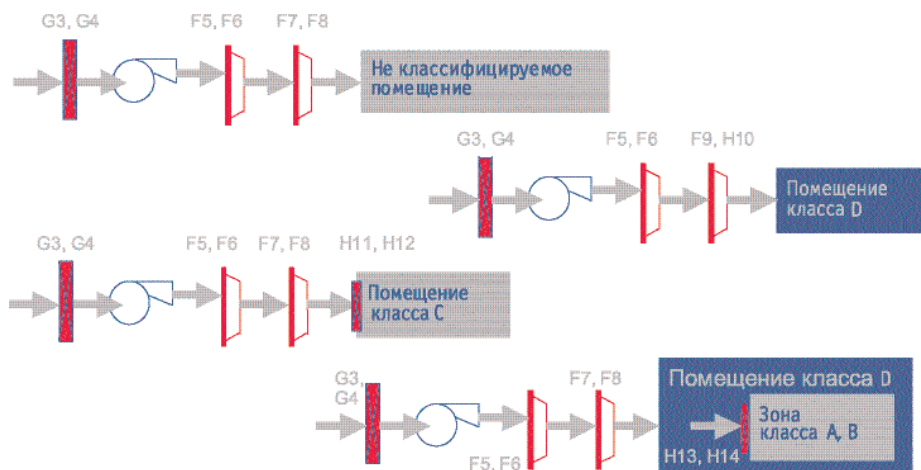 G3, G4
F5, F6
F7, F8
Не классифицируемое
помещение
G3, G4
F5, F6
F9, H10
Помещение
класса D
G3, G4
F5, F6
F7, F8
H11, H12
Помещение
класса C
G3,
G4
F5, F6
F7, F8
Помещение класса D
Зона
класса A, B
H13, H14